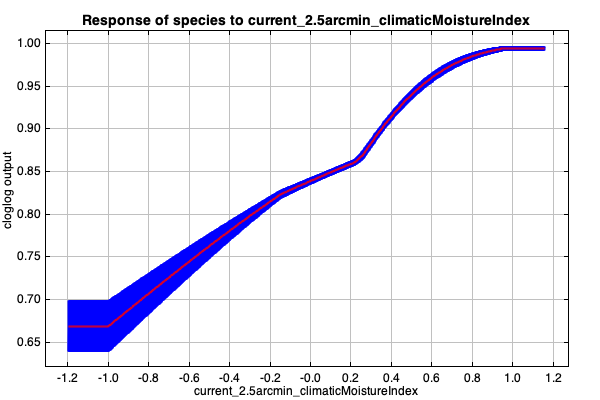 Response of species to current_2.5arcmin_climaticMoistureIndex
1.00
0.95
0.90
0.85
0.80
0.75
0.70
0.65
cloglog output
-1.2 -1.0 -0.8 -0.6 -0.4 -0.2 -0.0 0.2 0.4 0.6 0.8 1.0 1.2
current_2.5arcmin_climaticMoistureIndex